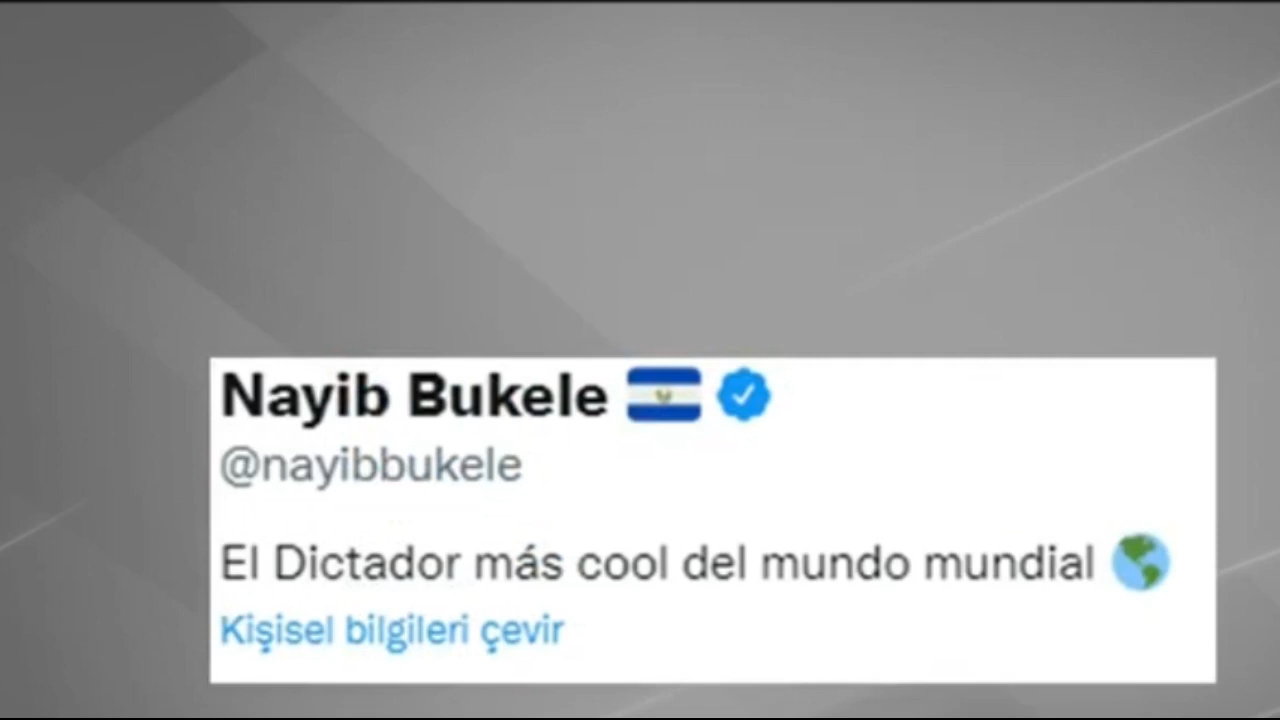 Nayib Bukele
@nayibbukele
El Dictador más cool del mundo mundial
Kişisel bilgileri çevir